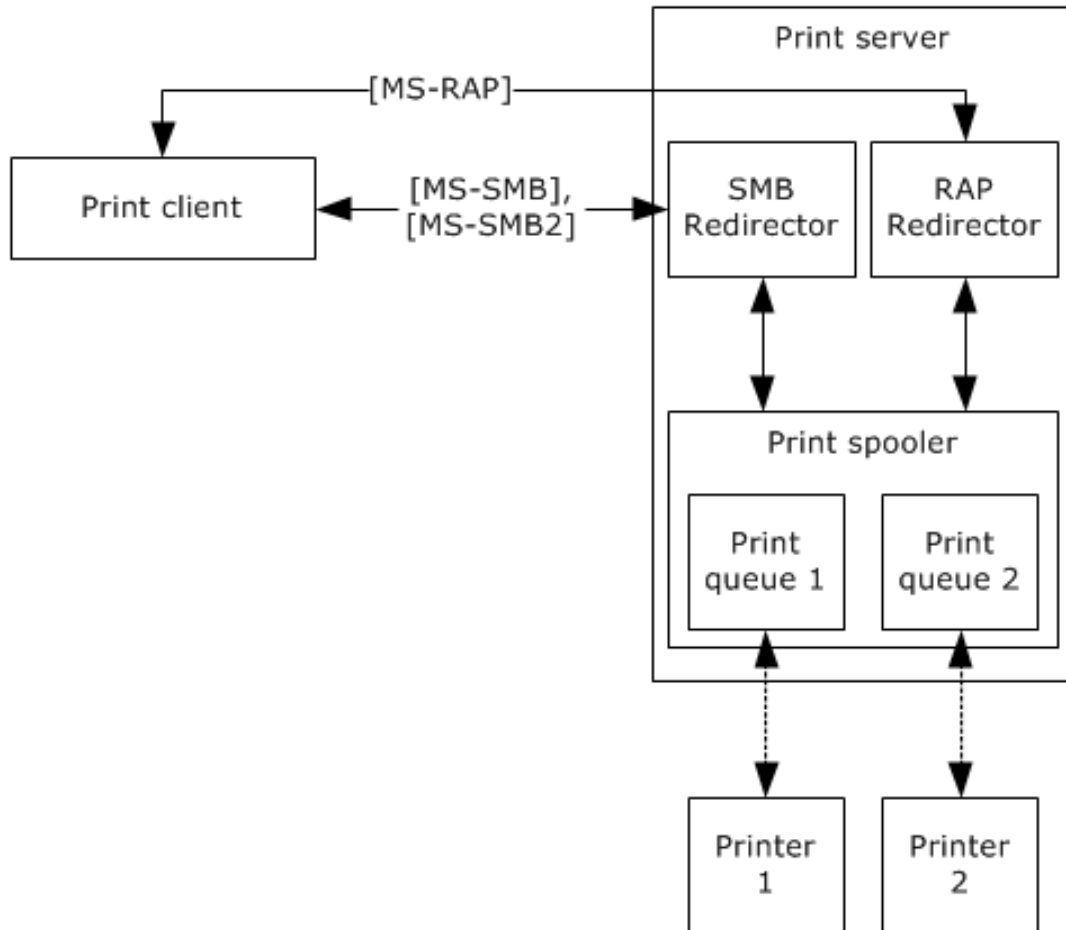 Print server
[MS-RAP]
Print client
[MS-SMB],
[MS-SMB2]
SMB
Redirector
RAP
Redirector
Print spooler
Print
queue 1
Print
queue 2
Printer
1
Printer
2